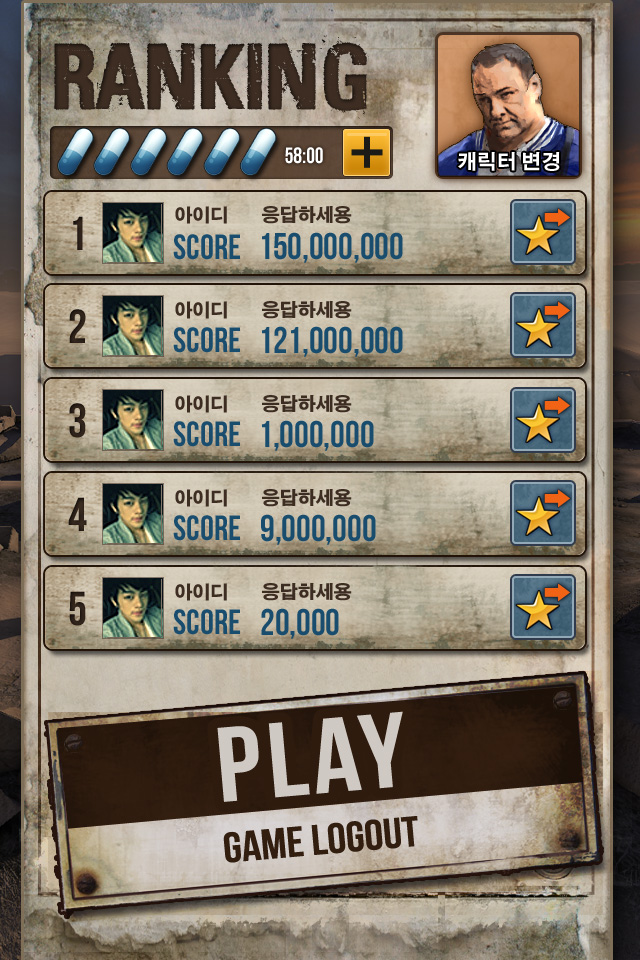 RANKING
58:00
캐릭터 변경
1 아이디 응답하세용
SCORE 150,000,000
2 아이디 응답하세용
SCORE 121,000,000
3 아이디 응답하세용
SCORE 1,000,000
4 아이디 응답하세용
SCORE 9,000,000
5 아이디 응답하세용
SCORE 20,000
PLAY
GAME LOGOUT